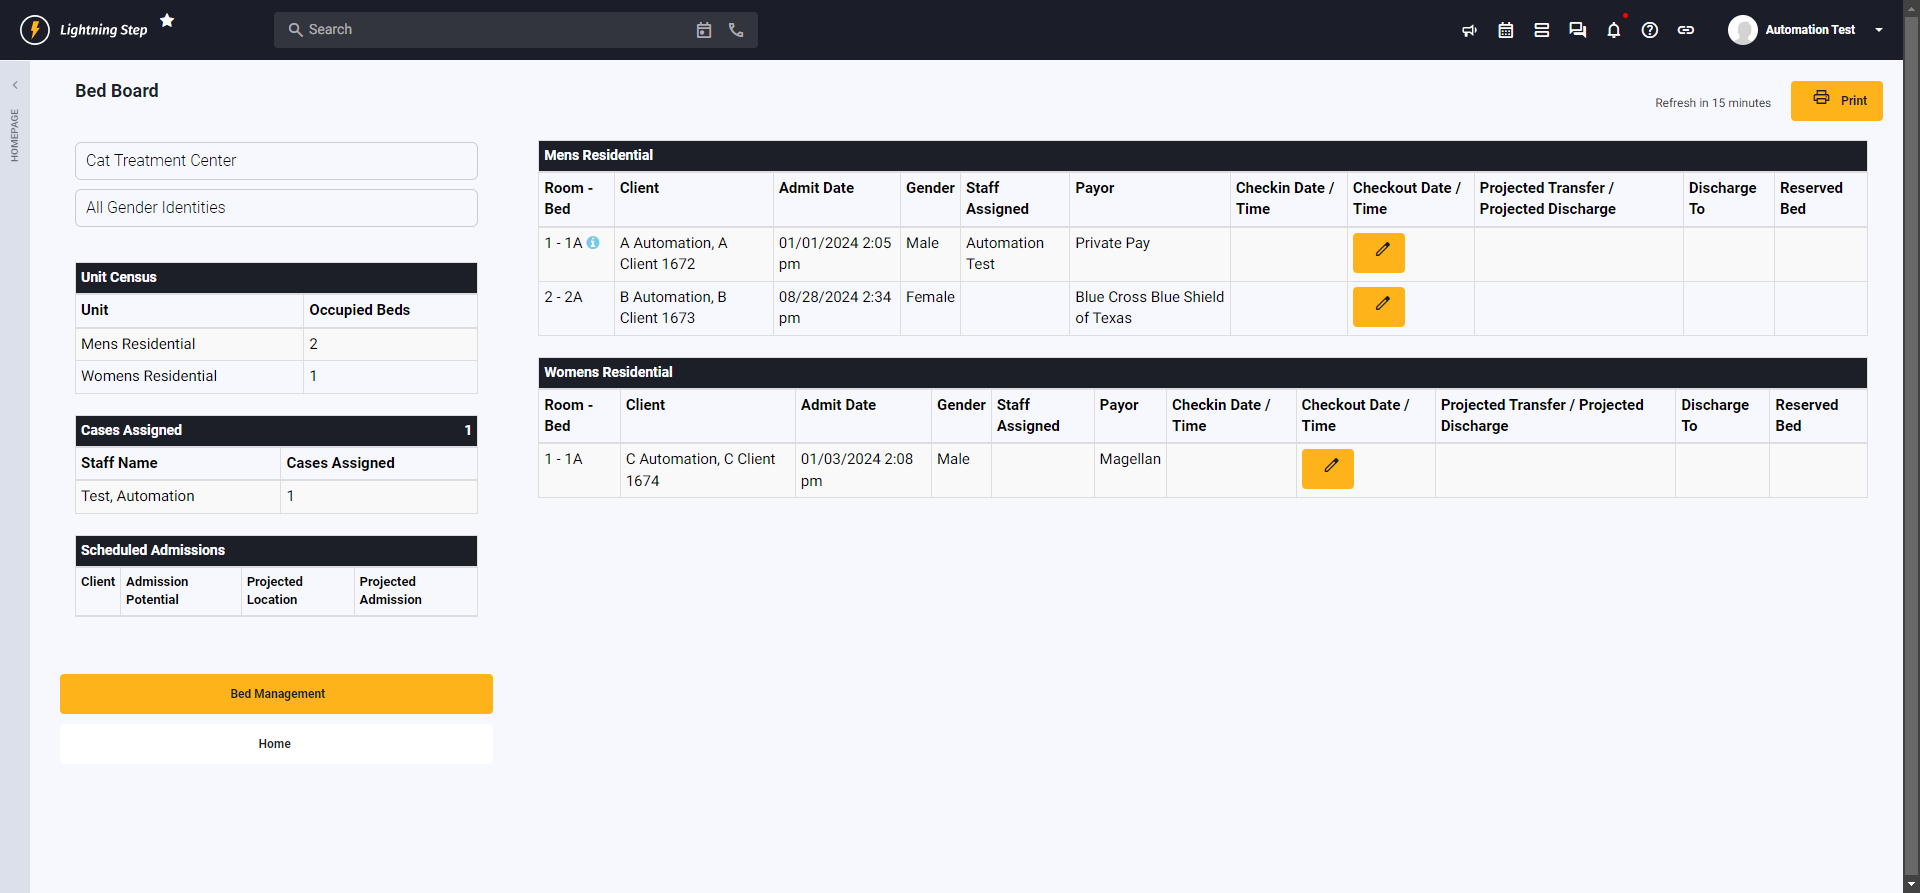 Lightning Step
Search
Automation Test
HOMEPAGE
Bed Board
Refresh in 15 minutes
Print
Cat Treatment Center
All Gender Identities
Unit Census
Unit Occupied Beds
Mens Residential 2
Womens Residential 1
Cases Assigned 1
Staff Name Cases Assigned
Test, Automation 1
Scheduled Admissions
Client Admission Projected Projected
Potential Location Admission
Bed Management
Home
Mens Residential
Room - Client Admit Date Gender Staff Payor Checkin Date / Checkout Date / Projected Transfer / Discharge Reserved
Bed Assigned Time Time Projected Discharge To Bed
1 - 1A A Automation, A 01/01/2024 2:05 Male Automation Private Pay
Client 1672 pm Test
2 - 2A B Automation, B 08/28/2024 2:34 Female Blue Cross Blue Shield
Client 1673 pm of Texas
Womens Residential
Room - Client Admit Date Gender Staff Payor Checkin Date / Checkout Date / Projected Transfer / Projected Discharge Reserved
Bed Assigned Time Time Discharge To Bed
1 - 1A C Automation, C Client 01/03/2024 2:08 Male Magellan
1674 pm